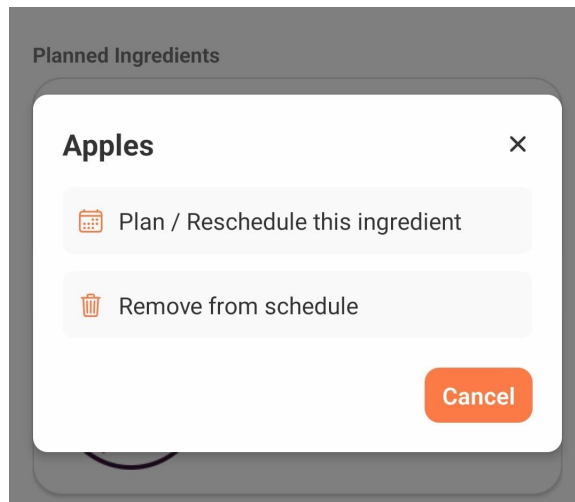 Planned Ingredients
Apples
Plan / Reschedule this ingredient
Remove from schedule
Cancel